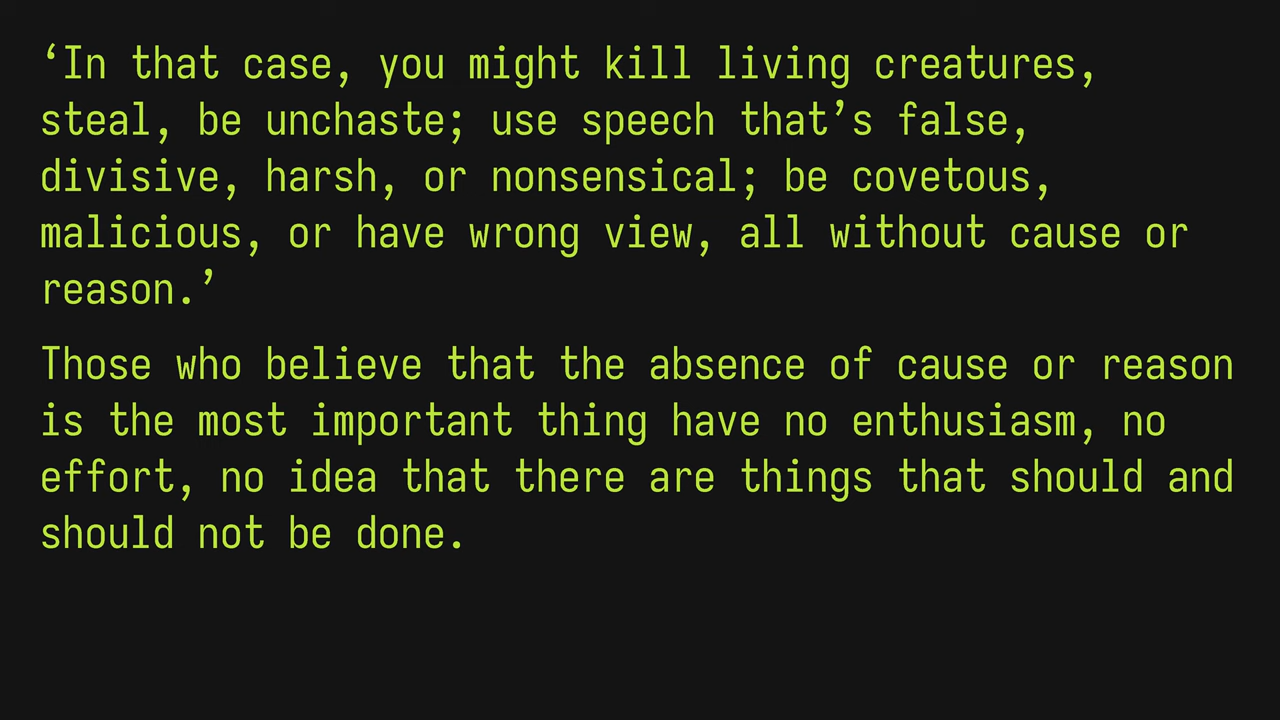 ‘In that case, you might kill living creatures,
steal, be unchaste; use speech that’s false,
divisive, harsh, or nonsensical; be covetous,
malicious, or have wrong view, all without cause or
reason.’
Those who believe that the absence of cause or reason
is the most important thing have no enthusiasm, no
effort, no idea that there are things that should and
should not be done.